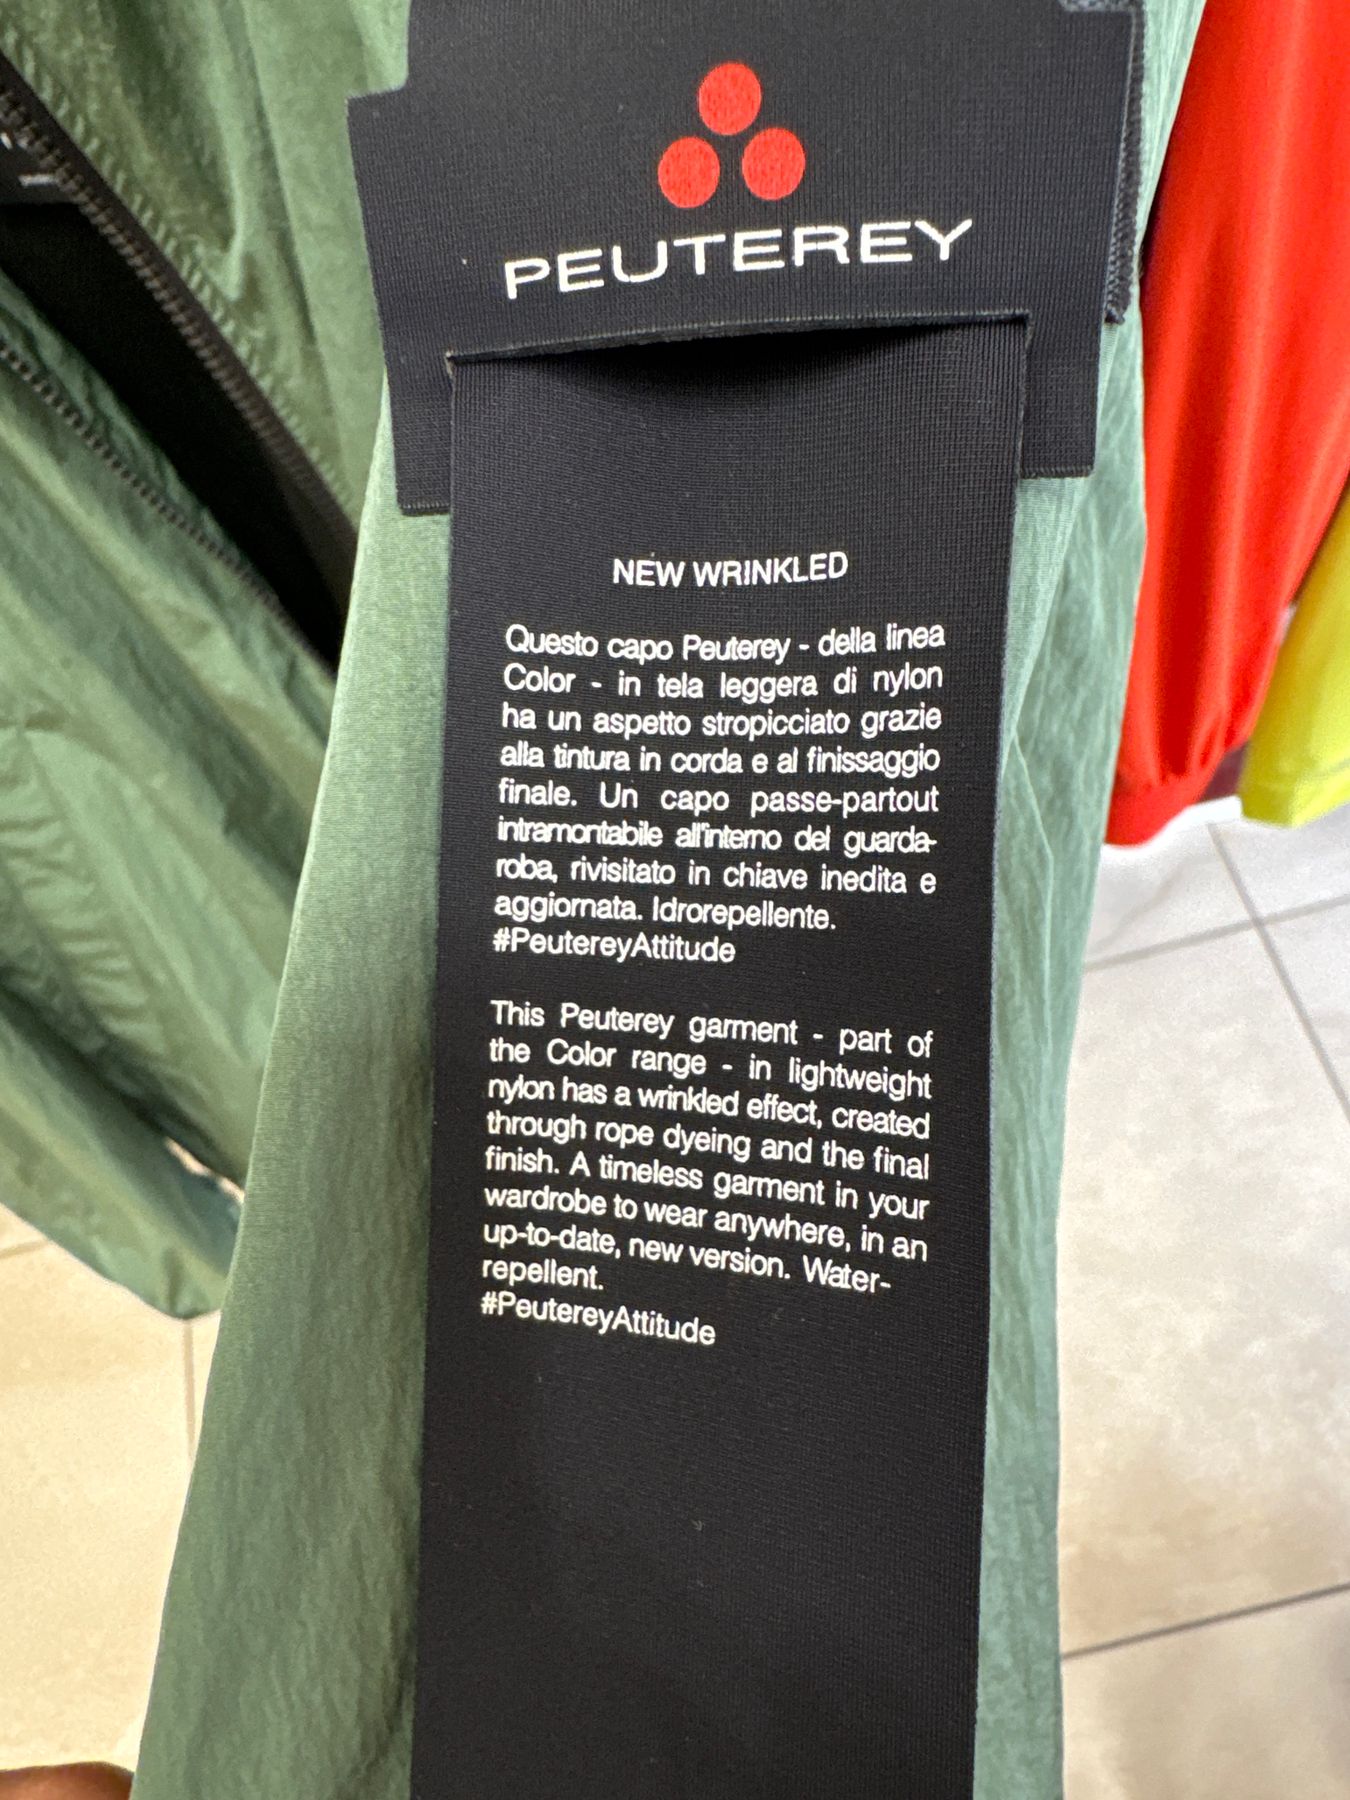 PEUTEREY
NEW WRINKLED
Questo capo Peuterey - della linea
Color - in tela leggera di nylon
ha un aspetto stropicciato grazie
alla tintura in corda e al finissaggio
finale. Un capo passe-partout
intramontabile all'interno del guarda-
roba, rivisitato in chiave inedita e
aggiornata. Idrorepellente.
#PeutereyAttitude
This Peuterey garment - part of
the Color range - in lightweight
nylon has a wrinkled effect, created
through rope dyeing and the final
finish. A timeless garment in your
wardrobe to wear anywhere, in an
up-to-date, new version. Water-
repellent.
#PeutereyAttitude